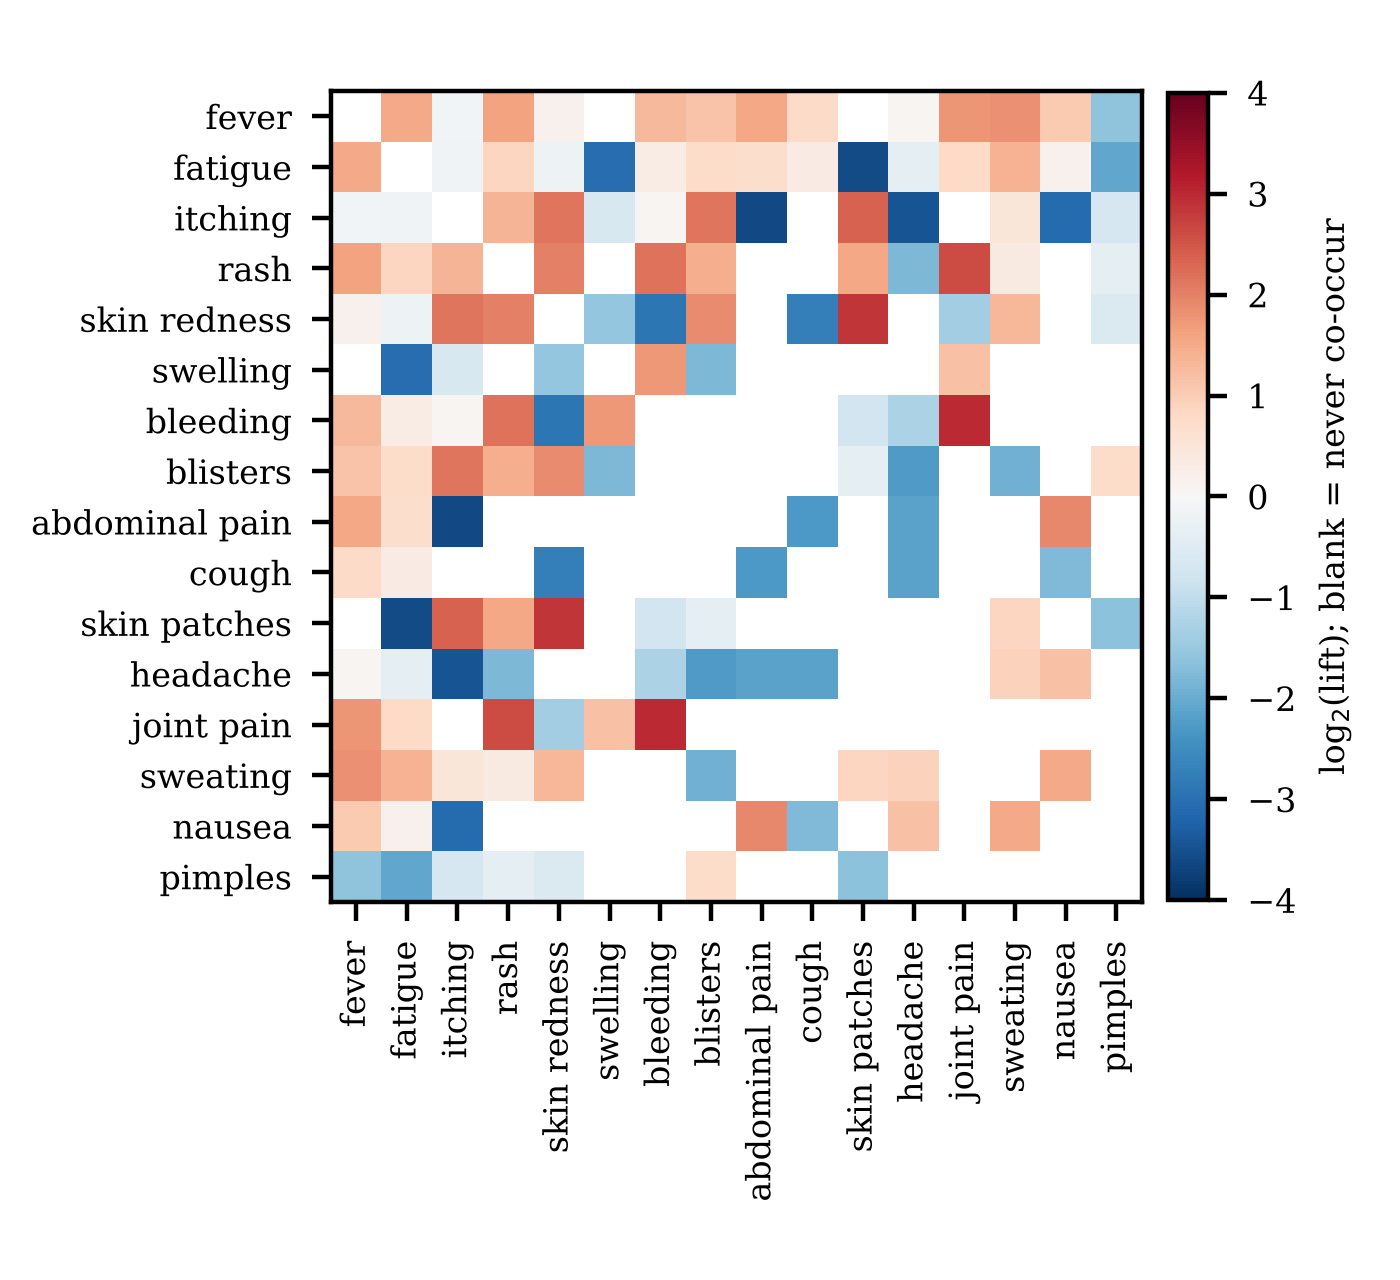 fever
fatigue
itching
rash
skin redness
swelling
bleeding
blisters
abdominal pain
cough
skin patches
headache
joint pain
sweating
nausea
pimples
fever
fatigue
itching
rash
skin redness
swelling
bleeding
blisters
abdominal pain
cough
skin patches
headache
joint pain
sweating
nausea
pimples
4
3
2
1
0
−1
−2
−3
−4
log₂(lift); blank = never co-occur